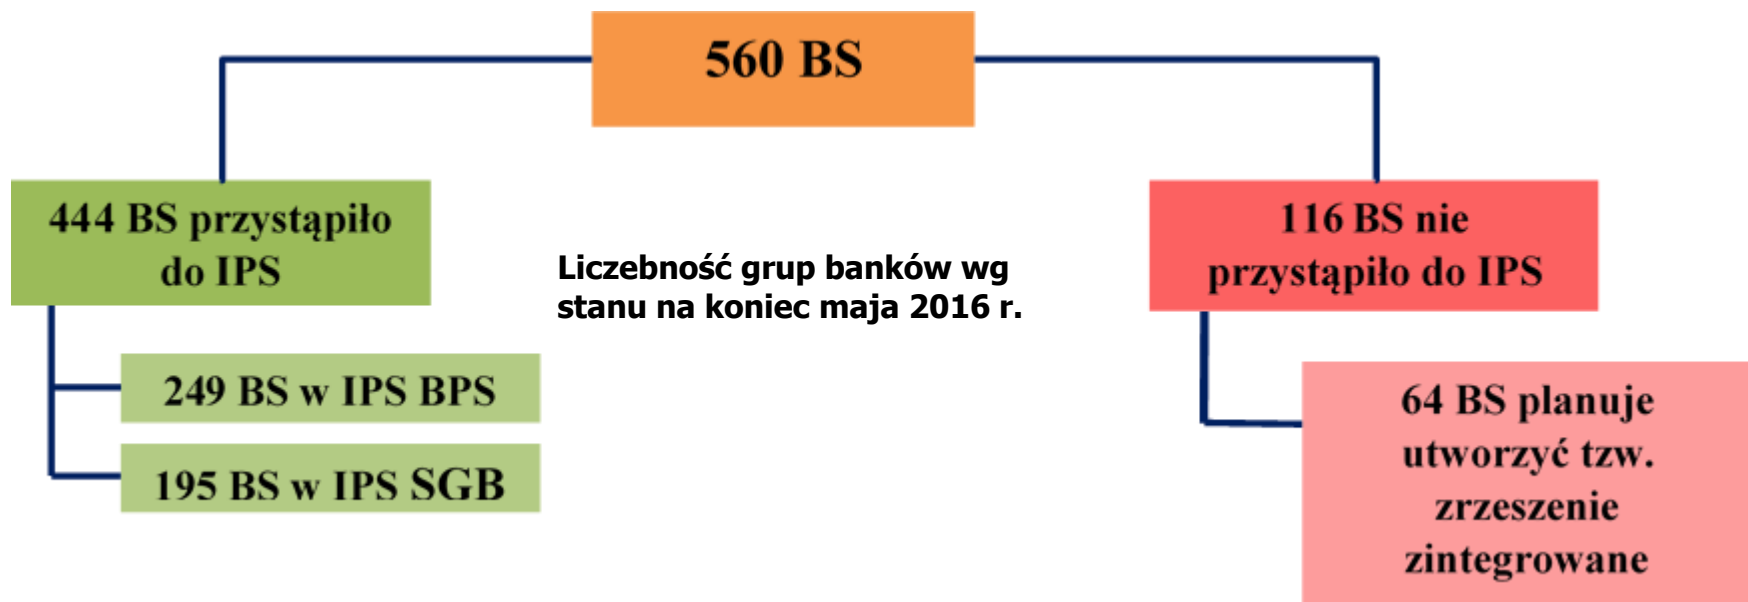 560 BS
444 BS przystąpiło
do IPS
116 BS nie
przystąpiło do IPS
Liczebność grup banków wg
stanu na koniec maja 2016 r.
249 BS w IPS BPS
195 BS w IPS SGB
64 BS planuje
utworzyć tzw.
zrzeszenie
zintegrowane